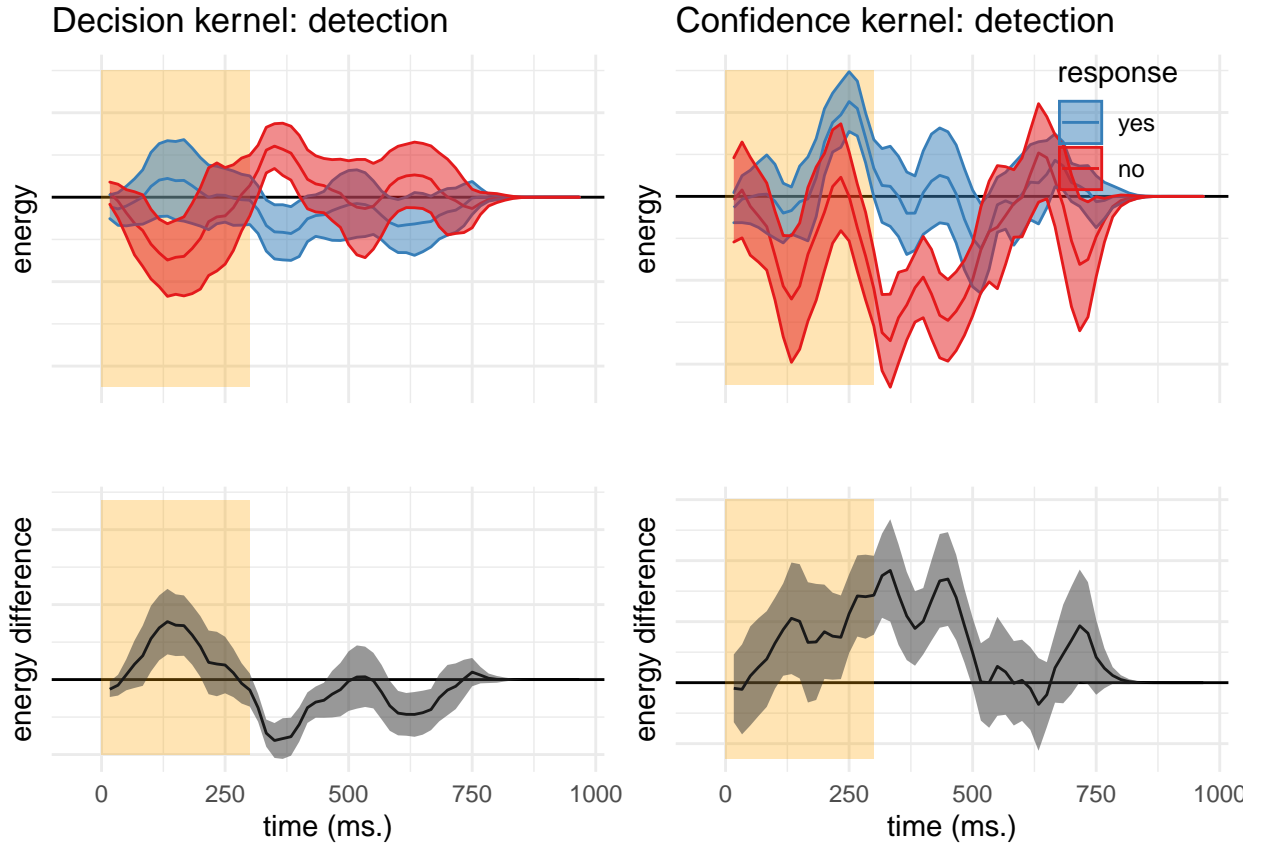 Decision kernel: detection
Confidence kernel: detection
response
yes
no
energy
energy
energy difference
energy difference
0
250
500
750
1000
0
250
500
750
1000
time (ms.)
time (ms.)